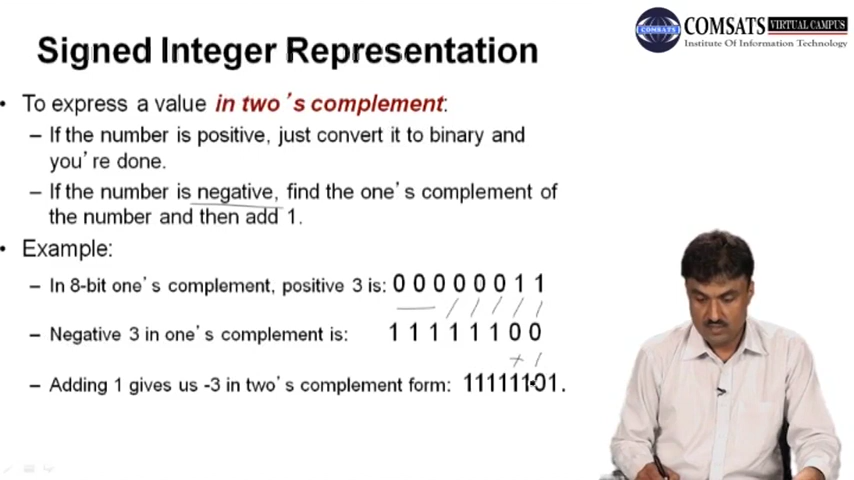 COMSATS VIRTUAL CAMPUS
COMSATS
Institute Of Information Technology
Signed Integer Representation
• To express a value in two's complement:
– If the number is positive, just convert it to binary and
you're done.
– If the number is negative, find the one's complement of
the number and then add 1.
• Example:
– In 8-bit one's complement, positive 3 is: 0 0 0 0 0 0 1 1
– Negative 3 in one's complement is: 1 1 1 1 1 1 0 0
+ 1
– Adding 1 gives us -3 in two's complement form: 11111101.